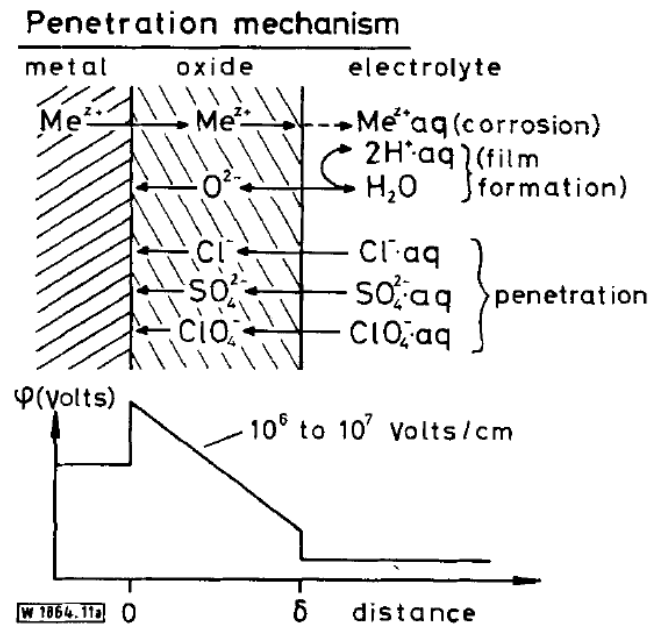 Penetration mechanism
metal oxide electrolyte
Me^z+ Me^z+ Me^z+aq (corrosion)
2H^+·aq } (film
O^2- H₂O } formation)
Cl^- Cl^-·aq
SO₄^2- SO₄^2-·aq } penetration
ClO₄^- ClO₄^-·aq
φ(Volts)
10^6 to 10^7 Volts/cm
W 1864.11a 0 δ distance